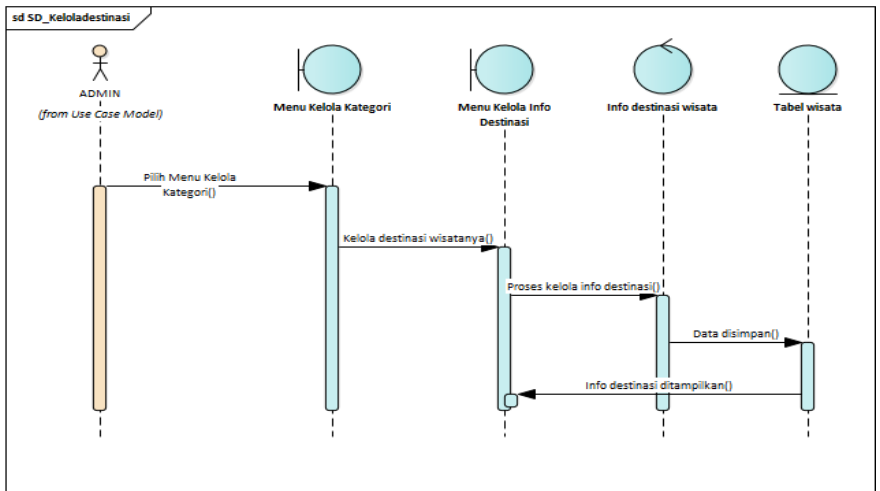 sd SD_Keloladestinasi
ADMIN
(from Use Case Model)
Menu Kelola Kategori
Menu Kelola Info
Destinasi
Info destinasi wisata
Tabel wisata
Pilih Menu Kelola
Kategori()
Kelola destinasi wisatanya()
Proses kelola info destinasi()
Data disimpan()
Info destinasi ditampilkan()